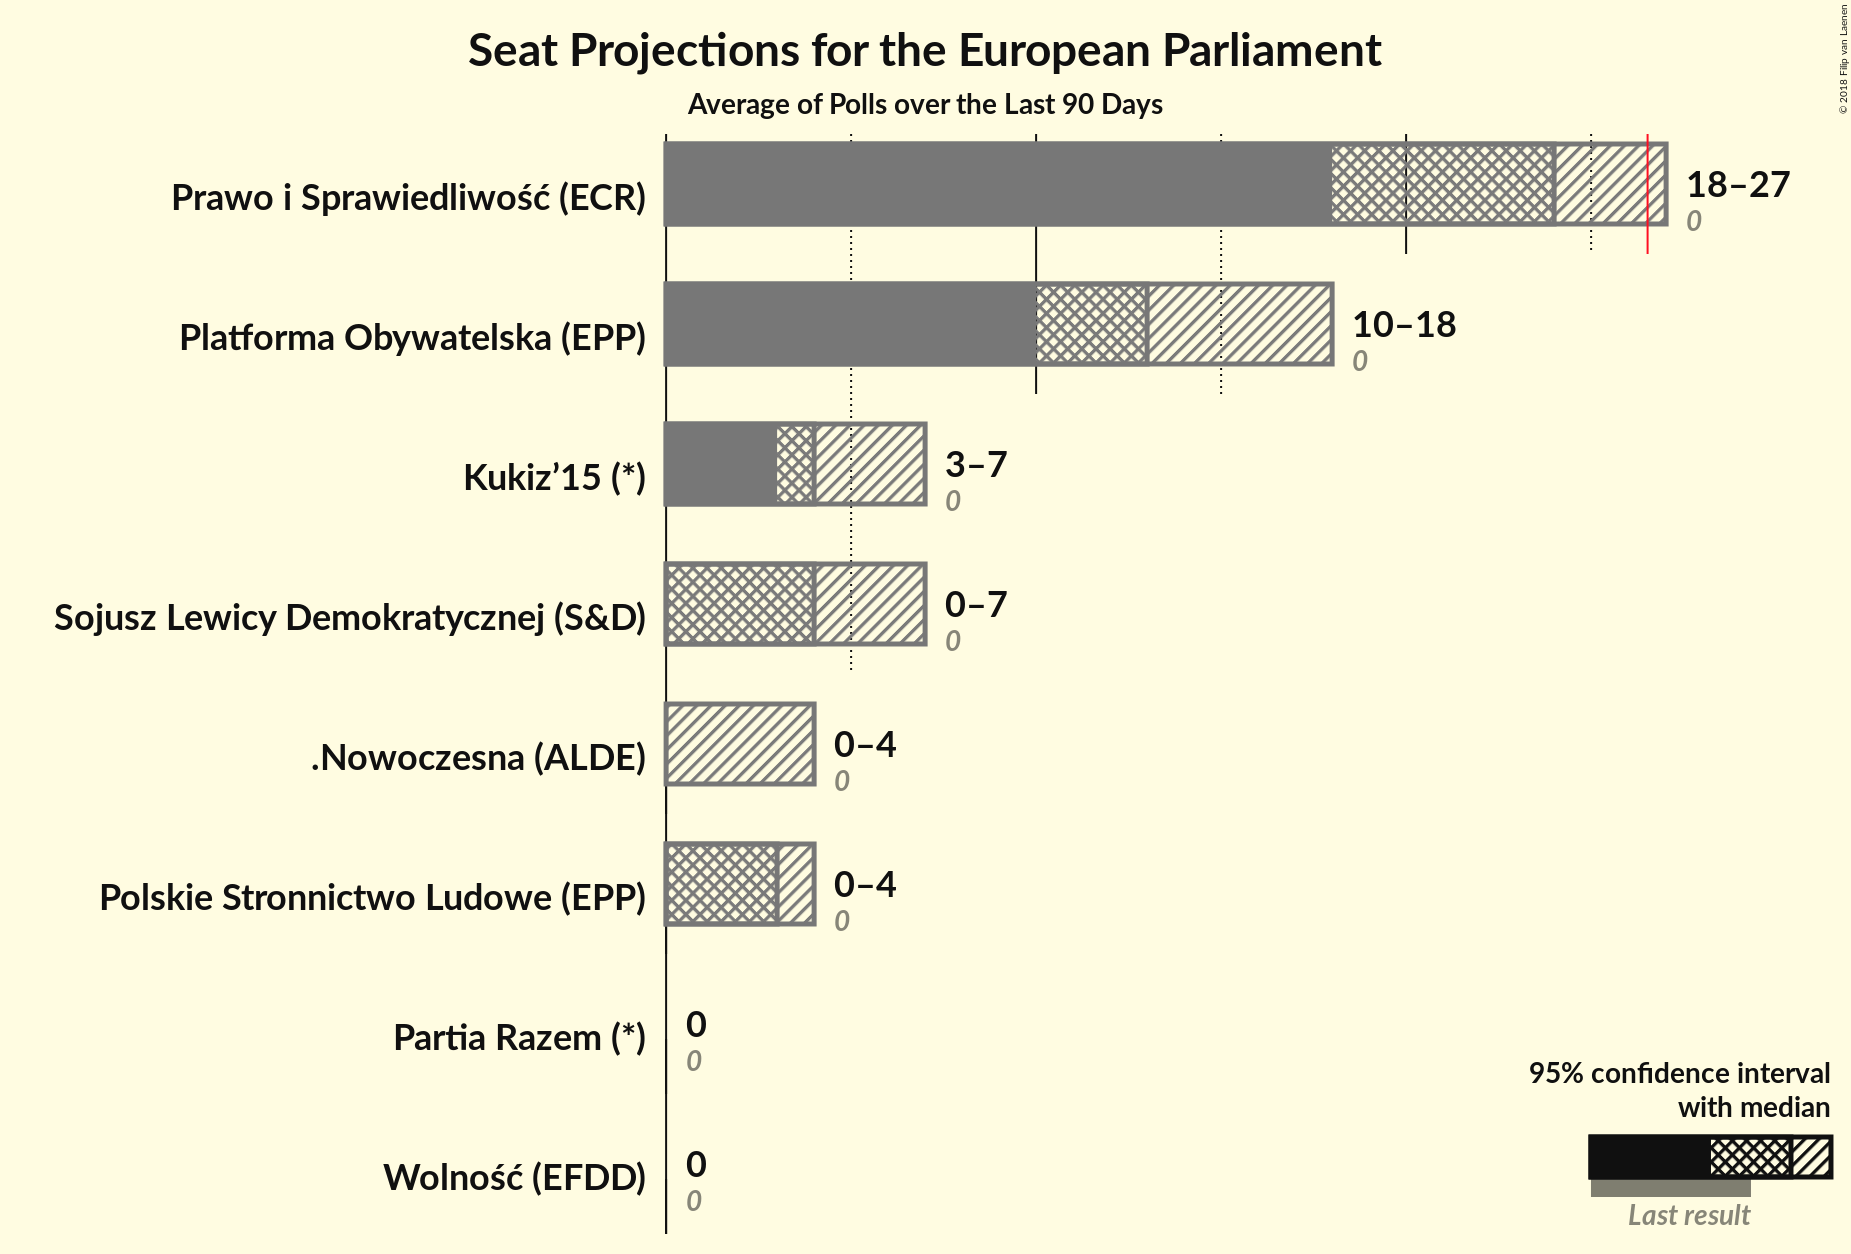 Seat Projections for the European Parliament
Average of Polls over the Last 90 Days
© 2018 Filip van Laenen
Prawo i Sprawiedliwość (ECR)
18–27
0
Platforma Obywatelska (EPP)
10–18
0
Kukiz’15 (*)
3–7
0
Sojusz Lewicy Demokratycznej (S&D)
0–7
0
.Nowoczesna (ALDE)
0–4
0
Polskie Stronnictwo Ludowe (EPP)
0–4
0
Partia Razem (*)
0
0
Wolność (EFDD)
0
0
95% confidence interval
with median
Last result